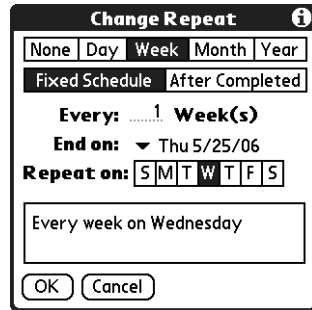 Change Repeat i
None Day Week Month Year
Fixed Schedule After Completed
Every: 1 Week(s)
End on: Thu 5/25/06
Repeat on: S M T W T F S
Every week on Wednesday
OK Cancel